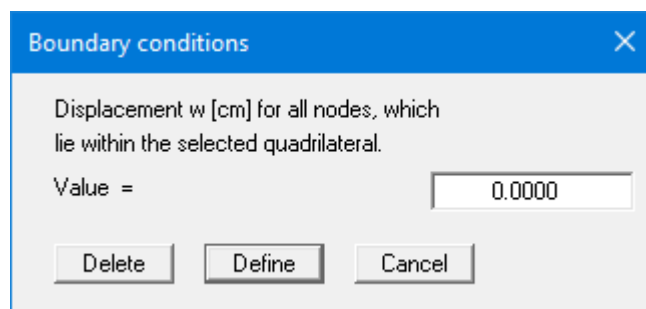 Boundary conditions
Displacement w [cm] for all nodes, which
lie within the selected quadrilateral.
Value = 0.0000
Delete Define Cancel